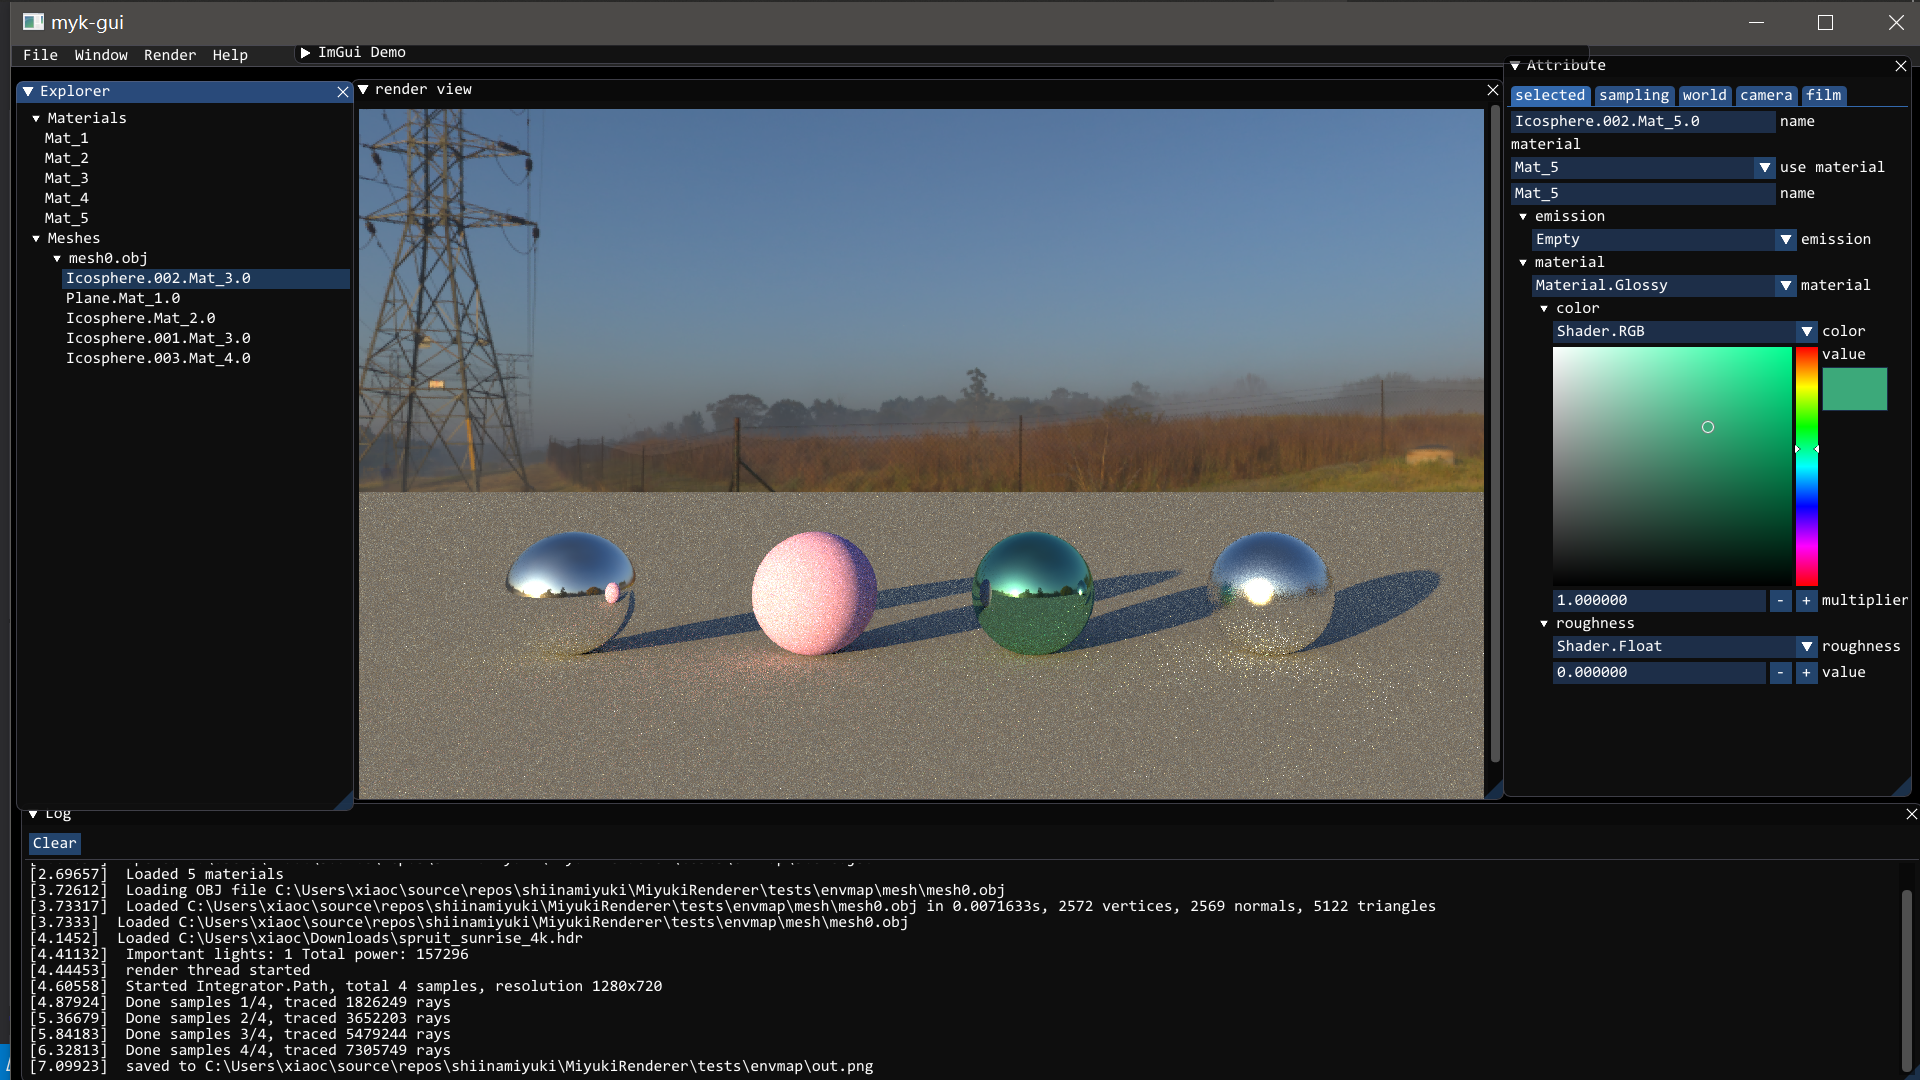 myk-gui
File Window Render Help
ImGui Demo
Explorer
Materials
Mat_1
Mat_2
Mat_3
Mat_4
Mat_5
Meshes
mesh0.obj
Icosphere.002.Mat_3.0
Plane.Mat_1.0
Icosphere.Mat_2.0
Icosphere.001.Mat_3.0
Icosphere.003.Mat_4.0
render view
Attribute
selected sampling world camera film
Icosphere.002.Mat_5.0 name
material
Mat_5 use material
Mat_5 name
emission
Empty emission
material
Material.Glossy material
color
Shader.RGB color
value
1.000000 - + multiplier
roughness
Shader.Float roughness
0.000000 - + value
Log
Clear
[2.69657] Loaded 5 materials
[3.72612] Loading OBJ file C:\Users\xiaoc\source\repos\shiinamiyuki\MiyukiRenderer\tests\envmap\mesh\mesh0.obj
[3.73317] Loaded C:\Users\xiaoc\source\repos\shiinamiyuki\MiyukiRenderer\tests\envmap\mesh\mesh0.obj in 0.0071633s, 2572 vertices, 2569 normals, 5122 triangles
[3.7333] Loaded C:\Users\xiaoc\source\repos\shiinamiyuki\MiyukiRenderer\tests\envmap\mesh\mesh0.obj
[4.1452] Loaded C:\Users\xiaoc\Downloads\spruit_sunrise_4k.hdr
[4.41132] Important lights: 1 Total power: 157296
[4.44453] render thread started
[4.60558] Started Integrator.Path, total 4 samples, resolution 1280x720
[4.87924] Done samples 1/4, traced 1826249 rays
[5.36679] Done samples 2/4, traced 3652203 rays
[5.84183] Done samples 3/4, traced 5479244 rays
[6.32813] Done samples 4/4, traced 7305749 rays
[7.09923] saved to C:\Users\xiaoc\source\repos\shiinamiyuki\MiyukiRenderer\tests\envmap\out.png